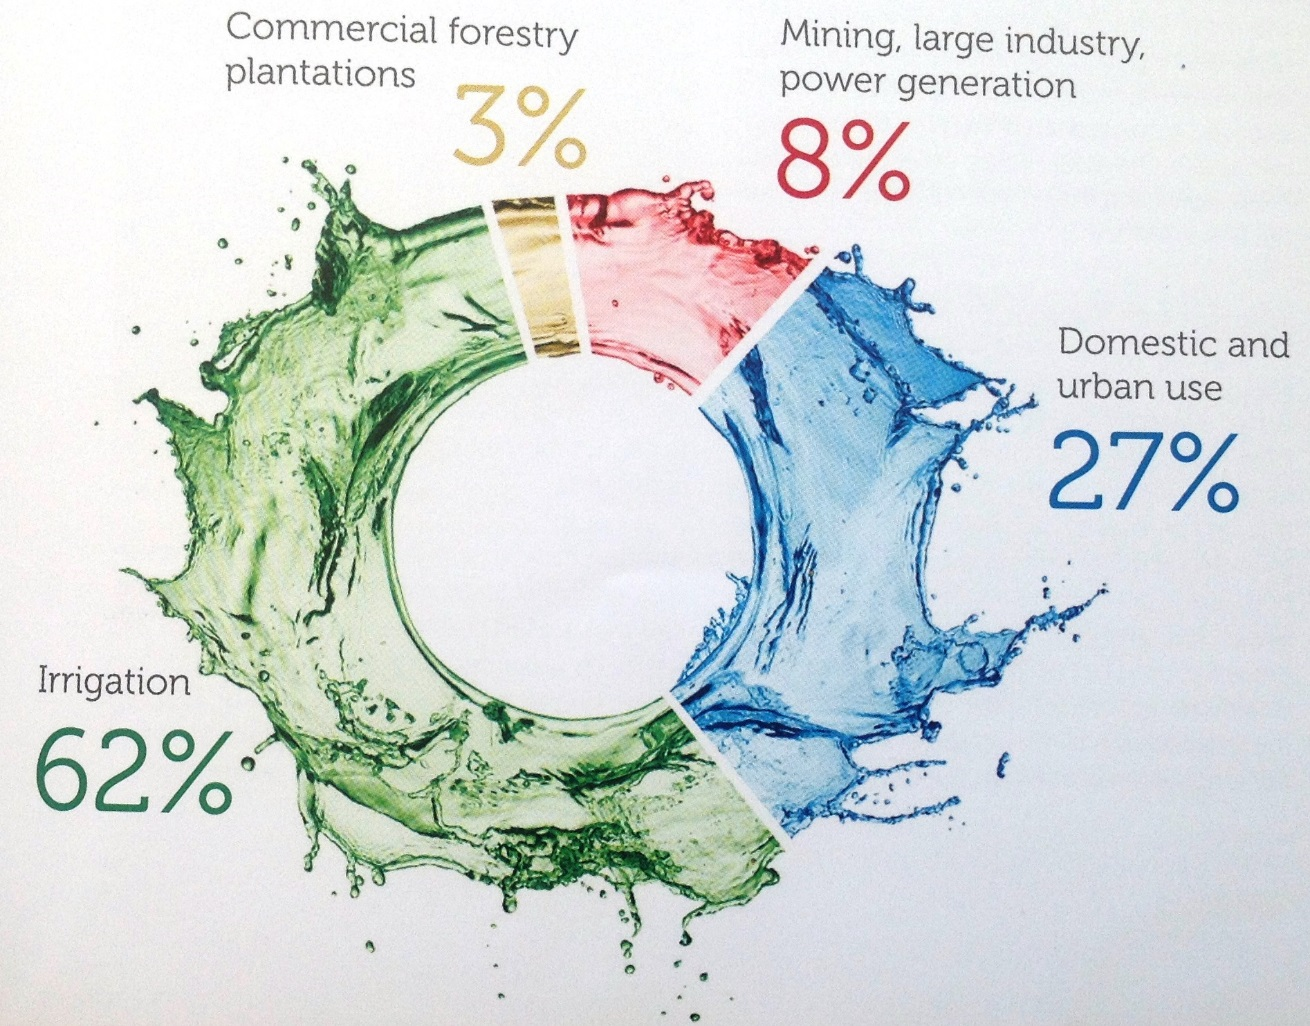 Commercial forestry
plantations
3%
Mining, large industry,
power generation
8%
Domestic and
urban use
27%
Irrigation
62%